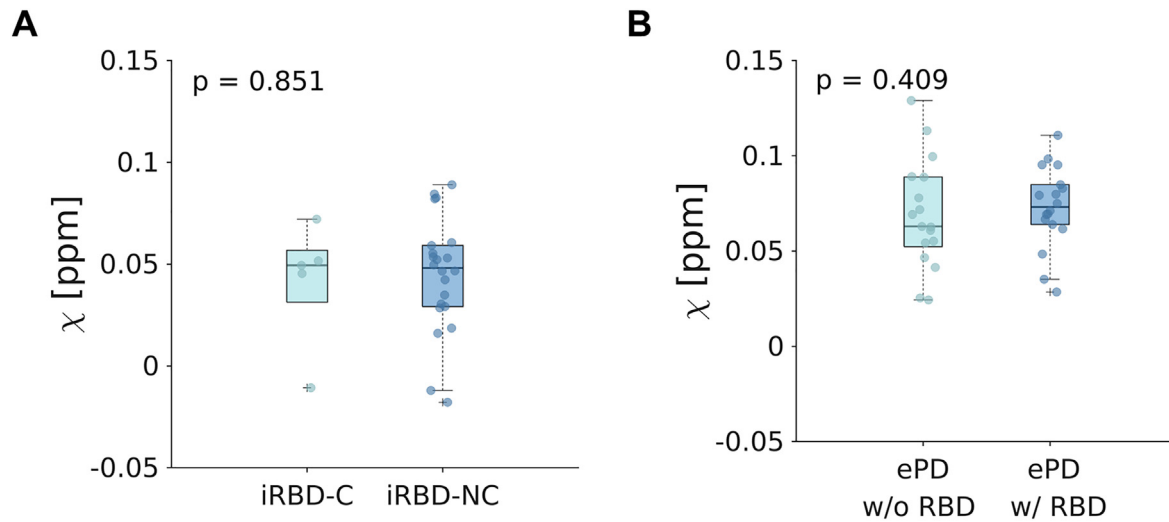 A
0.15
p = 0.851
0.1
0.05
0
-0.05
χ [ppm]
iRBD-C iRBD-NC
B
0.15
p = 0.409
0.1
0.05
0
-0.05
χ [ppm]
ePD ePD
w/o RBD w/ RBD